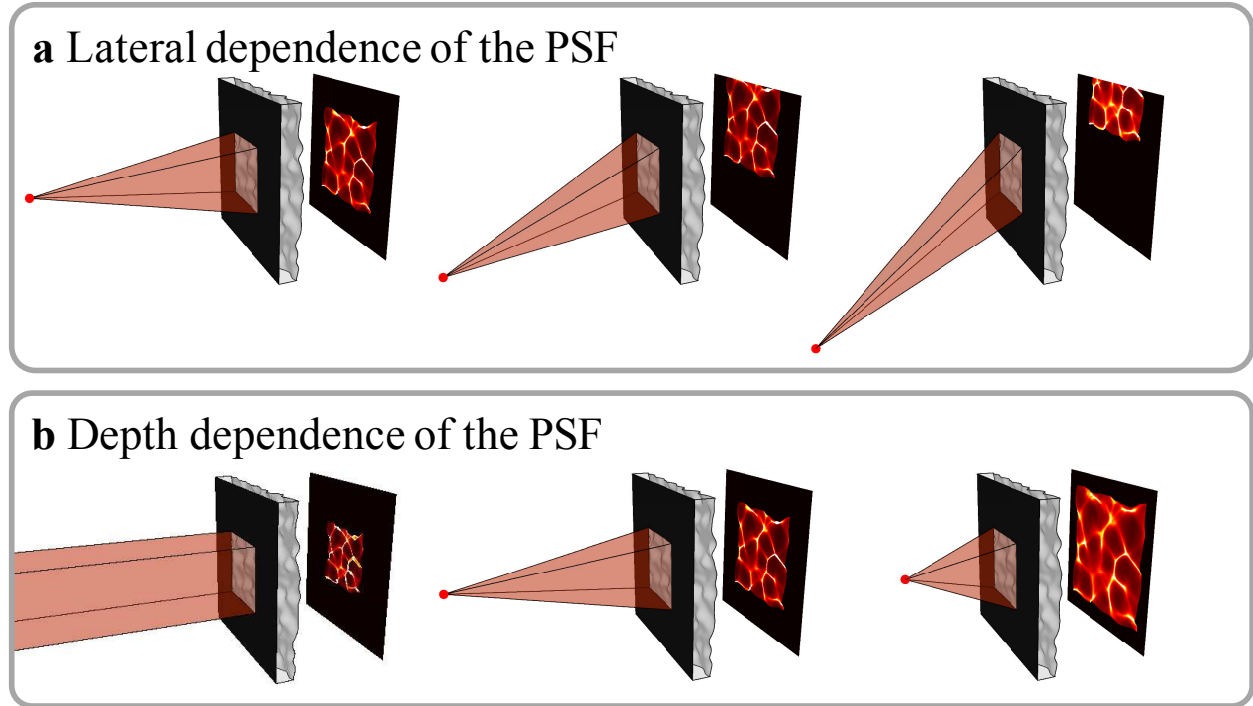 a Lateral dependence of the PSF
b Depth dependence of the PSF